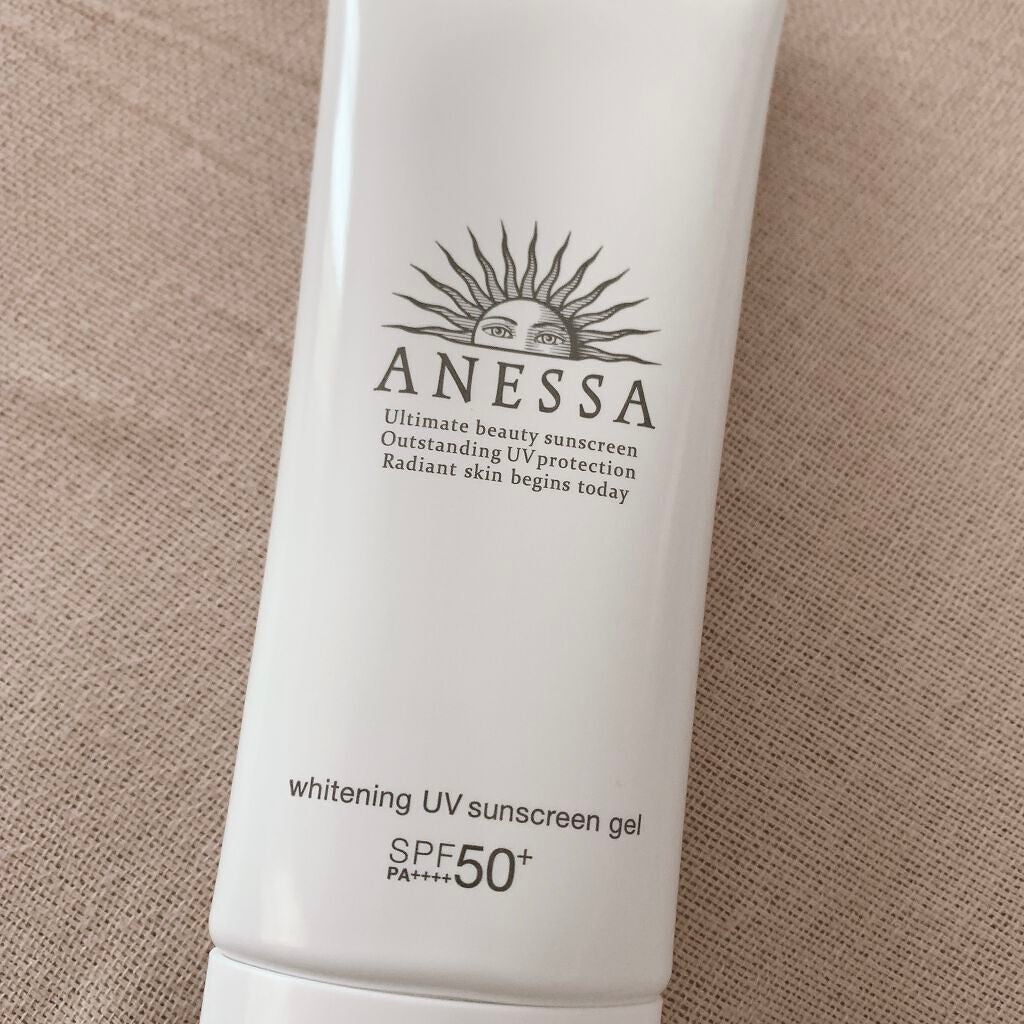 ANESSA
Ultimate beauty sunscreen
Outstanding UV protection
Radiant skin begins today
whitening UV sunscreen gel
SPF50+
PA++++